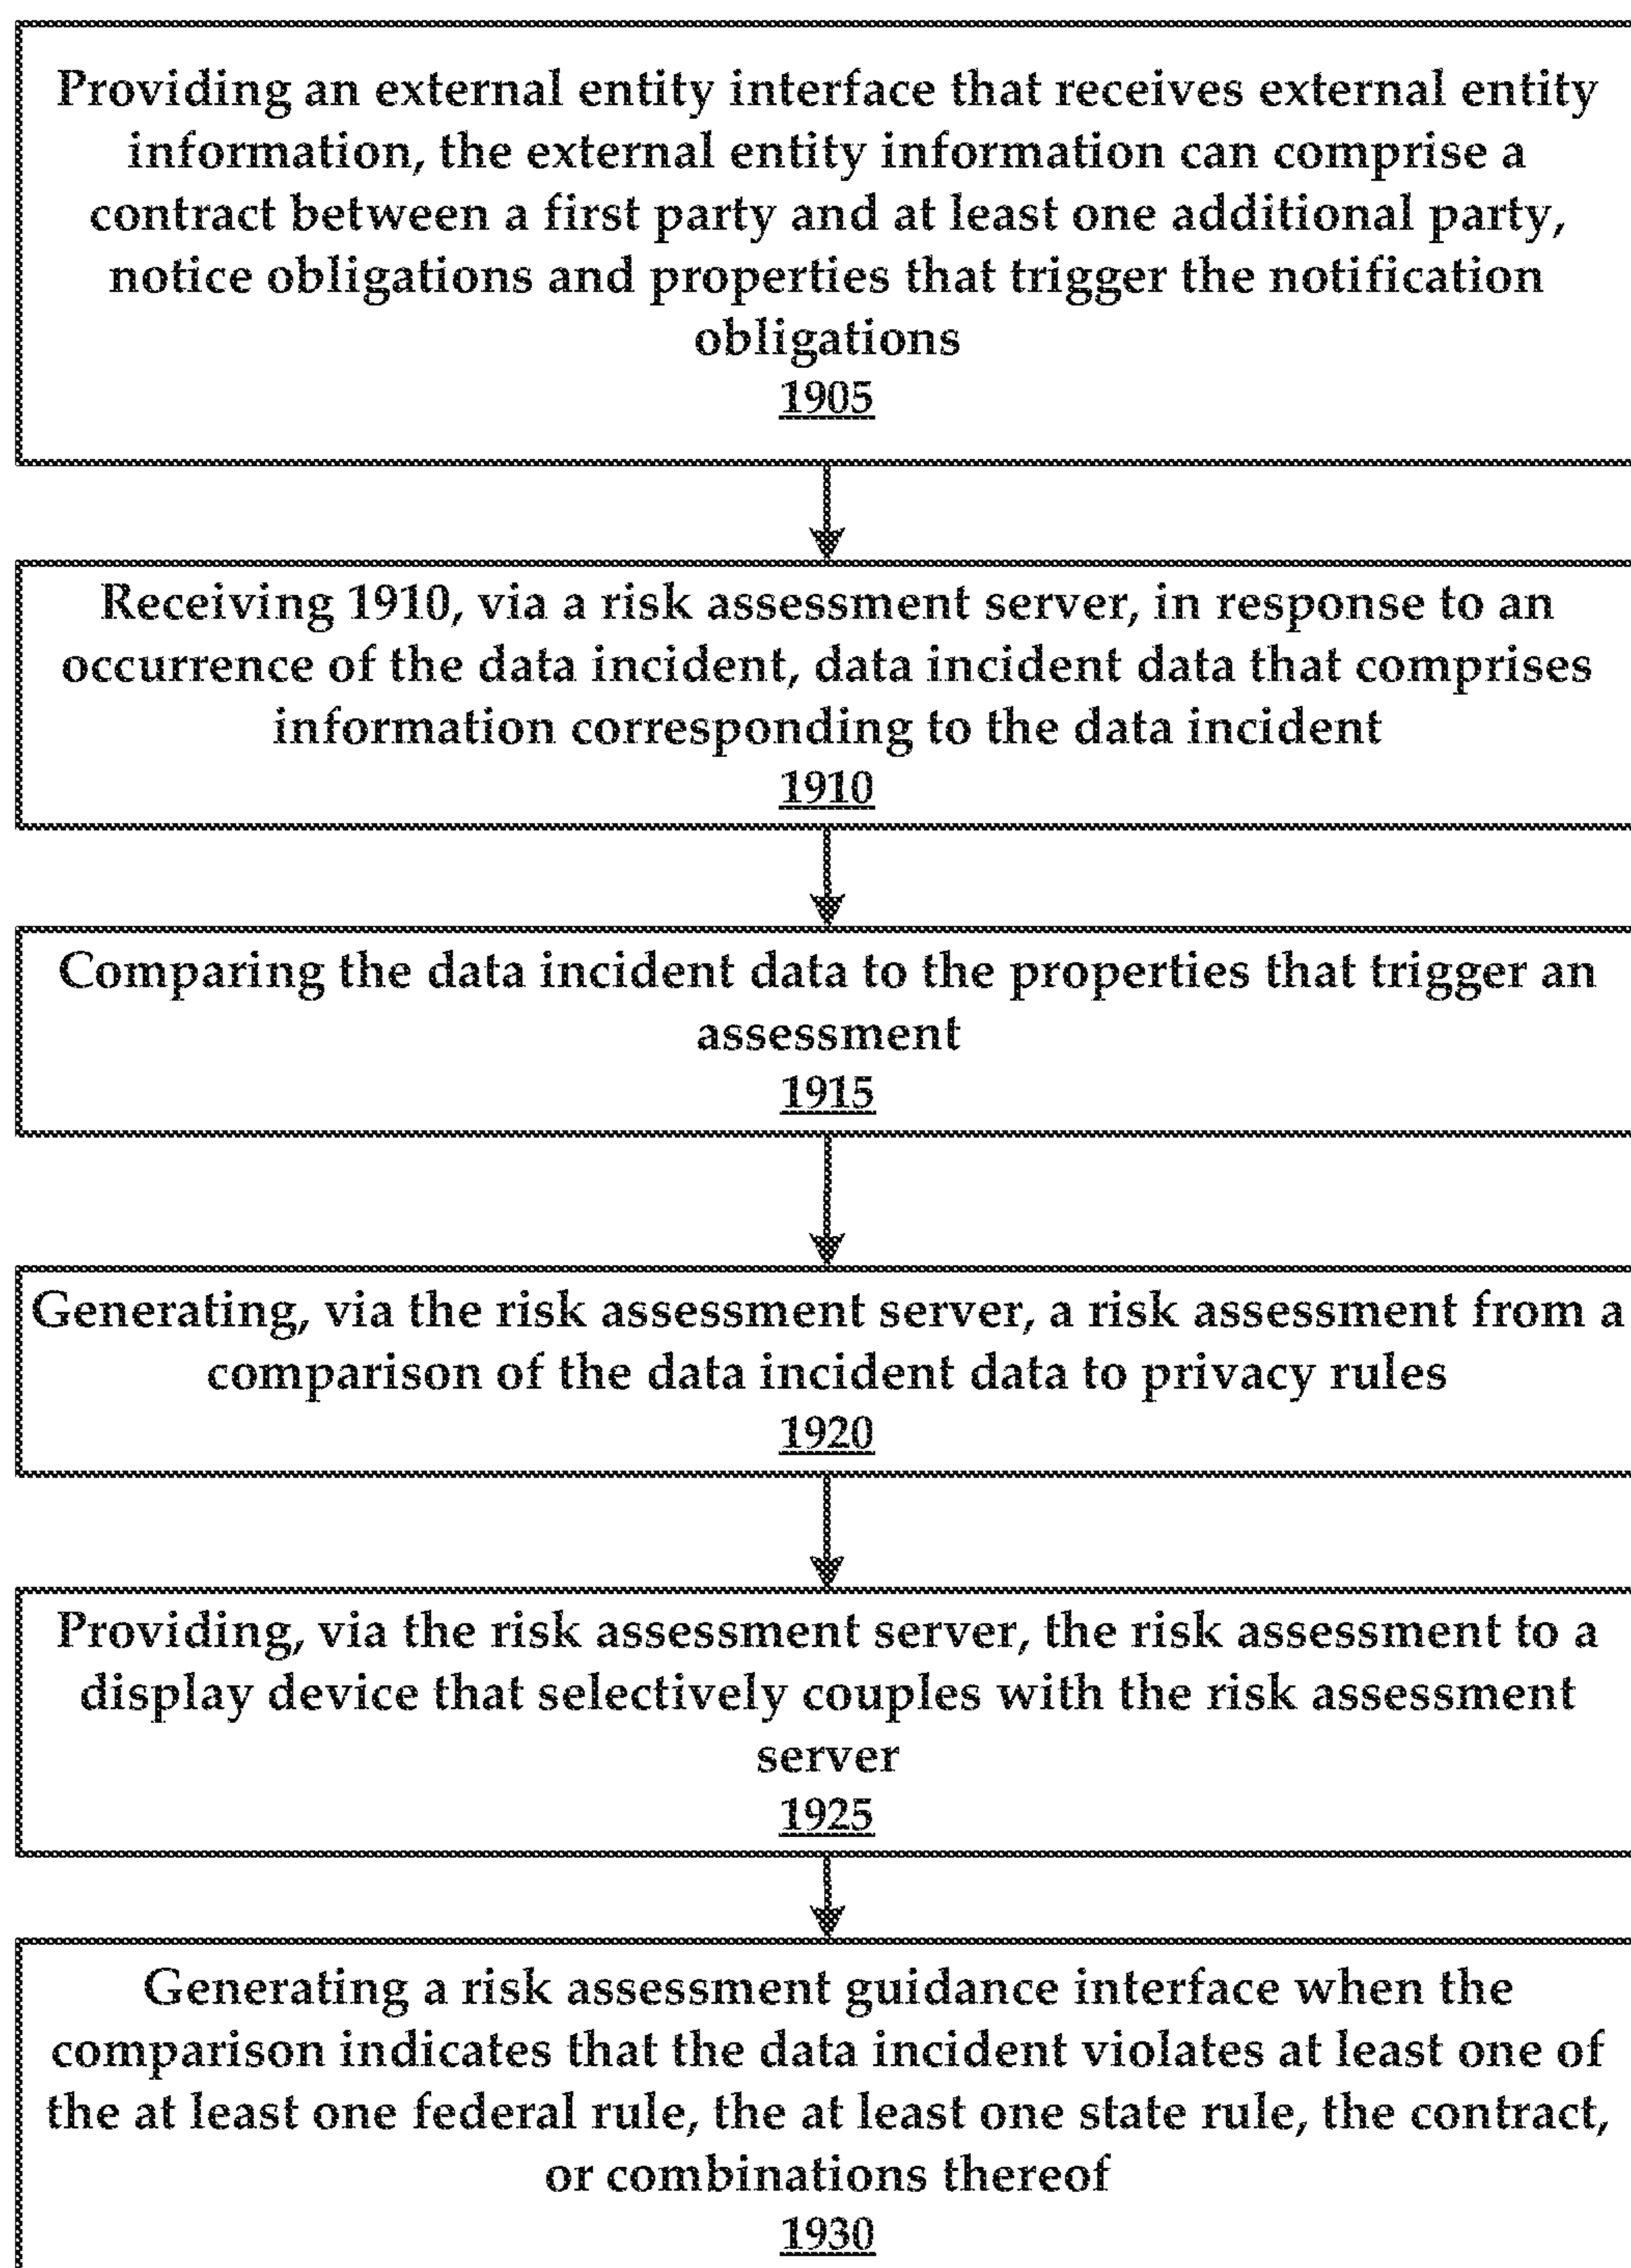 Providing an external entity interface that receives external entity
information, the external entity information can comprise a
contract between a first party and at least one additional party,
notice obligations and properties that trigger the notification
obligations
1905
Receiving 1910, via a risk assessment server, in response to an
occurrence of the data incident, data incident data that comprises
information corresponding to the data incident
1910
Comparing the data incident data to the properties that trigger an
assessment
1915
Generating, via the risk assessment server, a risk assessment from a
comparison of the data incident data to privacy rules
1920
Providing, via the risk assessment server, the risk assessment to a
display device that selectively couples with the risk assessment
server
1925
Generating a risk assessment guidance interface when the
comparison indicates that the data incident violates at least one of
the at least one federal rule, the at least one state rule, the contract,
or combinations thereof
1930